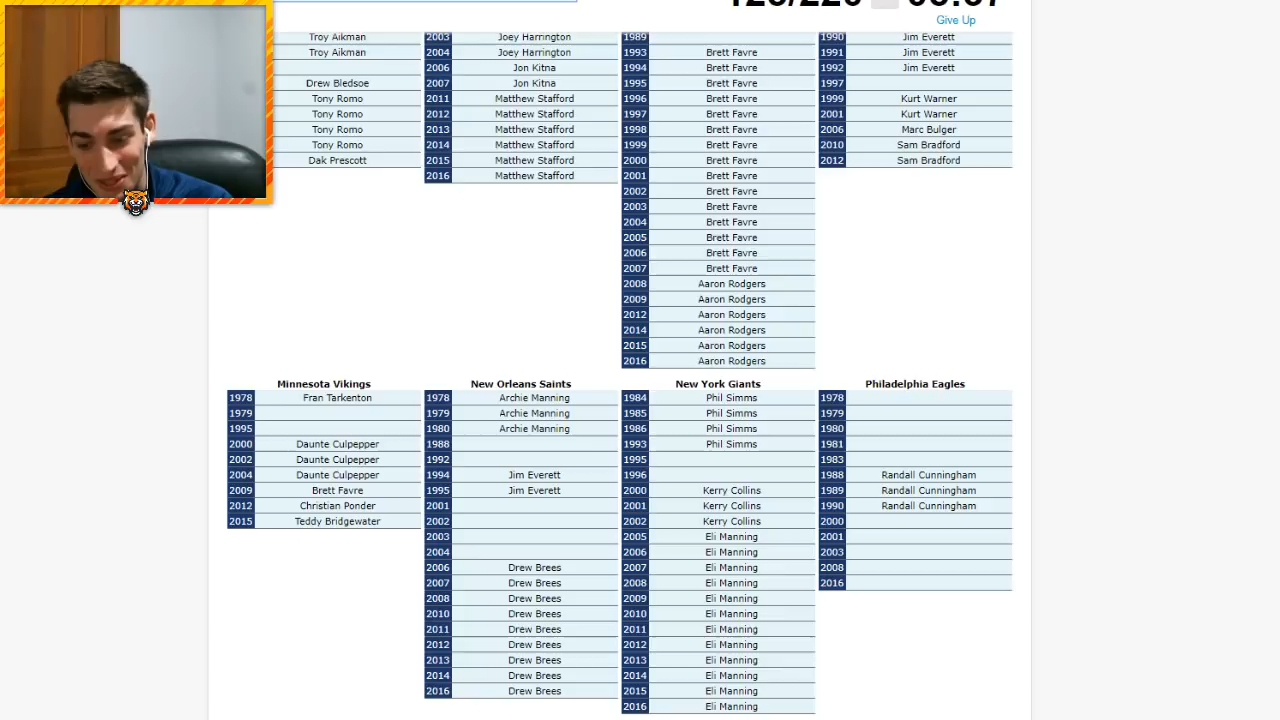 Give Up
Troy Aikman
Troy Aikman
Drew Bledsoe
Tony Romo
Tony Romo
Tony Romo
Tony Romo
Dak Prescott
2003 Joey Harrington
2004 Joey Harrington
2006 Jon Kitna
2007 Jon Kitna
2011 Matthew Stafford
2012 Matthew Stafford
2013 Matthew Stafford
2014 Matthew Stafford
2015 Matthew Stafford
2016 Matthew Stafford
1989
1993 Brett Favre
1994 Brett Favre
1995 Brett Favre
1996 Brett Favre
1997 Brett Favre
1998 Brett Favre
1999 Brett Favre
2000 Brett Favre
2001 Brett Favre
2002 Brett Favre
2003 Brett Favre
2004 Brett Favre
2005 Brett Favre
2006 Brett Favre
2007 Brett Favre
2008 Aaron Rodgers
2009 Aaron Rodgers
2012 Aaron Rodgers
2014 Aaron Rodgers
2015 Aaron Rodgers
2016 Aaron Rodgers
1990 Jim Everett
1991 Jim Everett
1992 Jim Everett
1997
1999 Kurt Warner
2001 Kurt Warner
2006 Marc Bulger
2010 Sam Bradford
2012 Sam Bradford
Minnesota Vikings
1978 Fran Tarkenton
1979
1995
2000 Daunte Culpepper
2002 Daunte Culpepper
2004 Daunte Culpepper
2009 Brett Favre
2012 Christian Ponder
2015 Teddy Bridgewater
New Orleans Saints
1978 Archie Manning
1979 Archie Manning
1980 Archie Manning
1988
1992
1994 Jim Everett
1995 Jim Everett
2001
2002
2003
2004
2006 Drew Brees
2007 Drew Brees
2008 Drew Brees
2010 Drew Brees
2011 Drew Brees
2012 Drew Brees
2013 Drew Brees
2014 Drew Brees
2016 Drew Brees
New York Giants
1984 Phil Simms
1985 Phil Simms
1986 Phil Simms
1993 Phil Simms
1995
1996
2000 Kerry Collins
2001 Kerry Collins
2002 Kerry Collins
2005 Eli Manning
2006 Eli Manning
2007 Eli Manning
2008 Eli Manning
2009 Eli Manning
2010 Eli Manning
2011 Eli Manning
2012 Eli Manning
2013 Eli Manning
2014 Eli Manning
2015 Eli Manning
2016 Eli Manning
Philadelphia Eagles
1978
1979
1980
1981
1983
1988 Randall Cunningham
1989 Randall Cunningham
1990 Randall Cunningham
2000
2001
2003
2008
2016